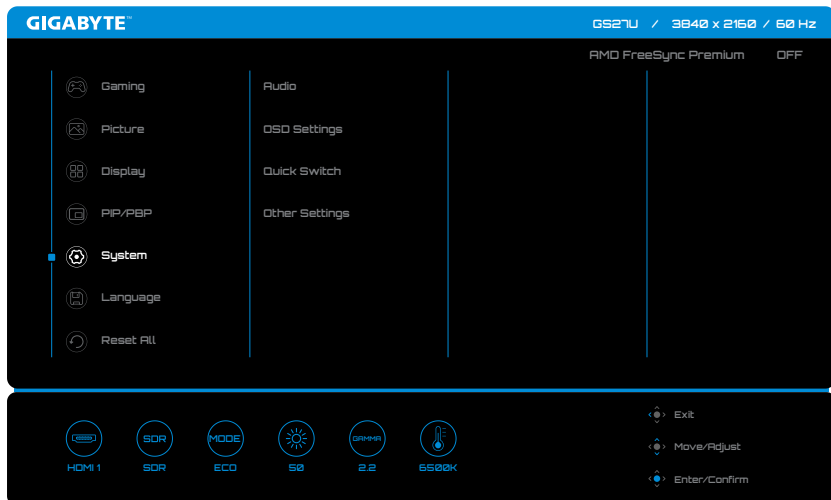 GIGABYTE™
GS27U / 3840 x 2160 / 60 Hz
AMD FreeSync Premium OFF
Gaming
Picture
Display
PIP/PBP
System
Language
Reset All
Audio
OSD Settings
Quick Switch
Other Settings
SDR
MODE
GAMMA
HDMI 1
SDR
ECO
50
2.2
6500K
Exit
Move/Adjust
Enter/Confirm